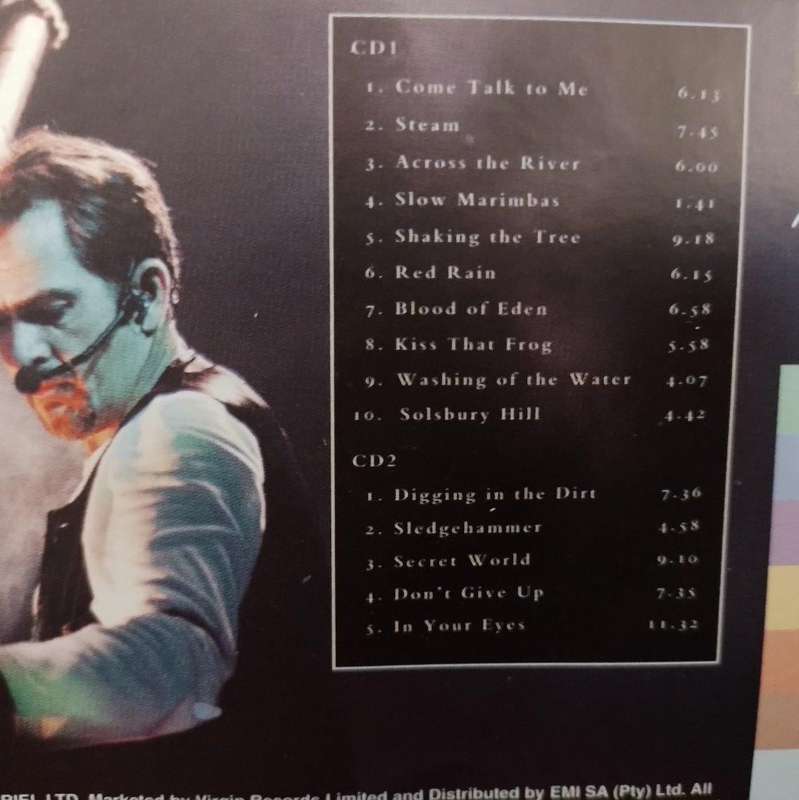 CD1
1. Come Talk to Me 6.13
2. Steam 7.45
3. Across the River 6.00
4. Slow Marimbas 1.41
5. Shaking the Tree 9.18
6. Red Rain 6.15
7. Blood of Eden 6.58
8. Kiss That Frog 5.58
9. Washing of the Water 4.07
10. Solsbury Hill 4.42
CD2
1. Digging in the Dirt 7.36
2. Sledgehammer 4.58
3. Secret World 9.10
4. Don't Give Up 7.35
5. In Your Eyes 11.32
LTD. Marketed by Virgin Records Limited and Distributed by EMI SA (Pty) Ltd. All